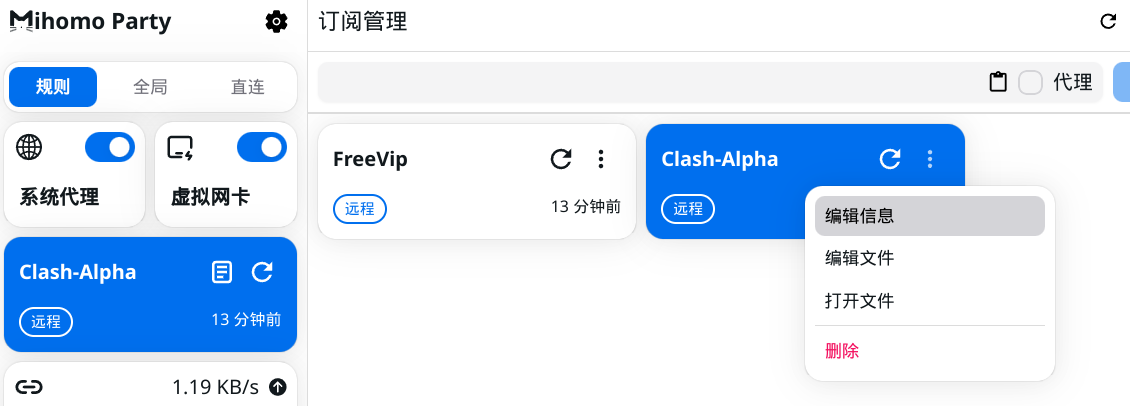 Mihomo Party
规则
全局
直连
系统代理
虚拟网卡
Clash-Alpha
远程
13 分钟前
1.19 KB/s
订阅管理
代理
FreeVip
远程
13 分钟前
Clash-Alpha
远程
编辑信息
编辑文件
打开文件
删除